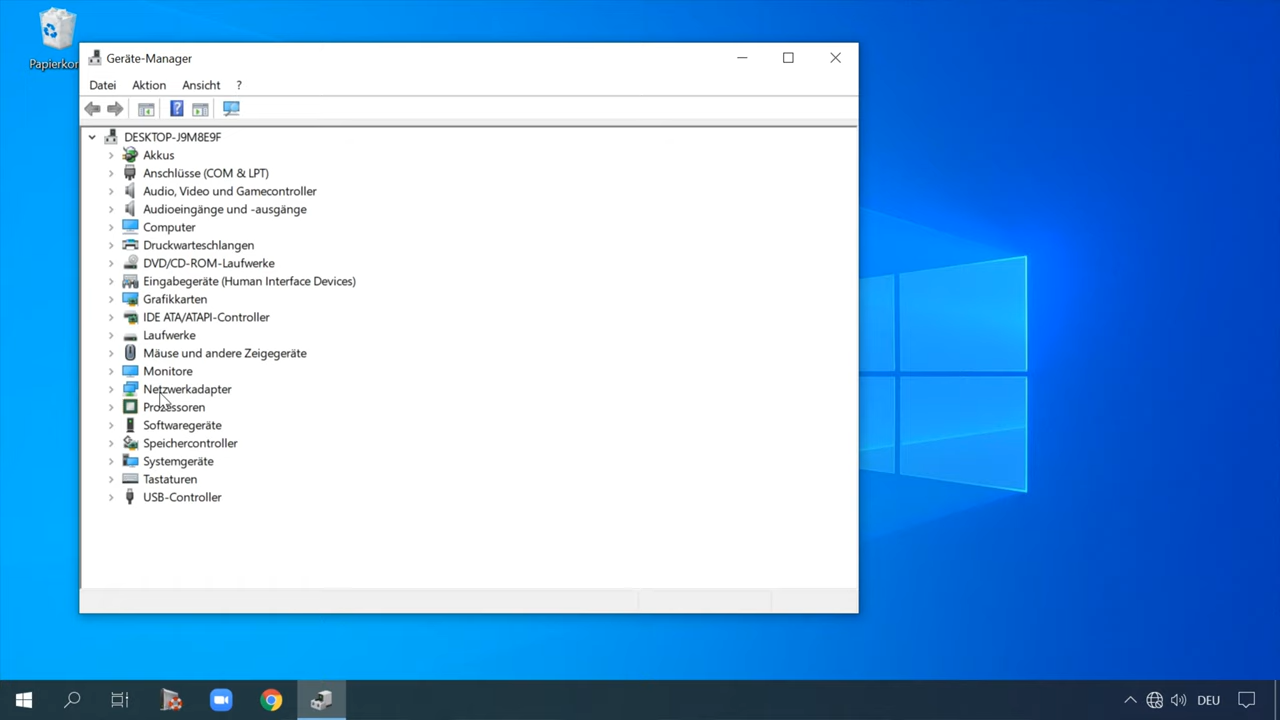 Papierkor
Geräte-Manager
Datei Aktion Ansicht ?
DESKTOP-J9M8E9F
Akkus
Anschlüsse (COM & LPT)
Audio, Video und Gamecontroller
Audioeingänge und -ausgänge
Computer
Druckwarteschlangen
DVD/CD-ROM-Laufwerke
Eingabegeräte (Human Interface Devices)
Grafikkarten
IDE ATA/ATAPI-Controller
Laufwerke
Mäuse und andere Zeigegeräte
Monitore
Netzwerkadapter
Prozessoren
Softwaregeräte
Speichercontroller
Systemgeräte
Tastaturen
USB-Controller
DEU